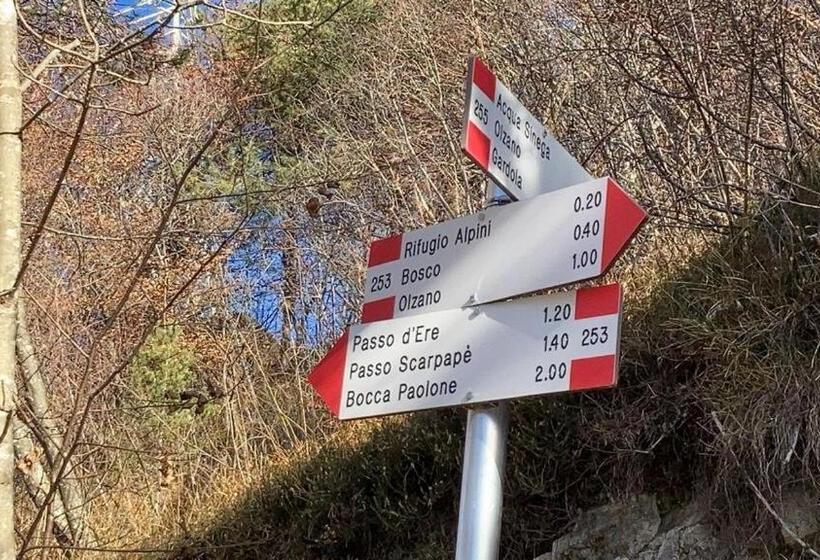 Acqua Sinega
255 Olzano
Gardola
Rifugio Alpini 0.20
253 Bosco 0.40
Olzano 1.00
Passo d'Ere 1.20
Passo Scarpapè 1.40 253
Bocca Paolone 2.00